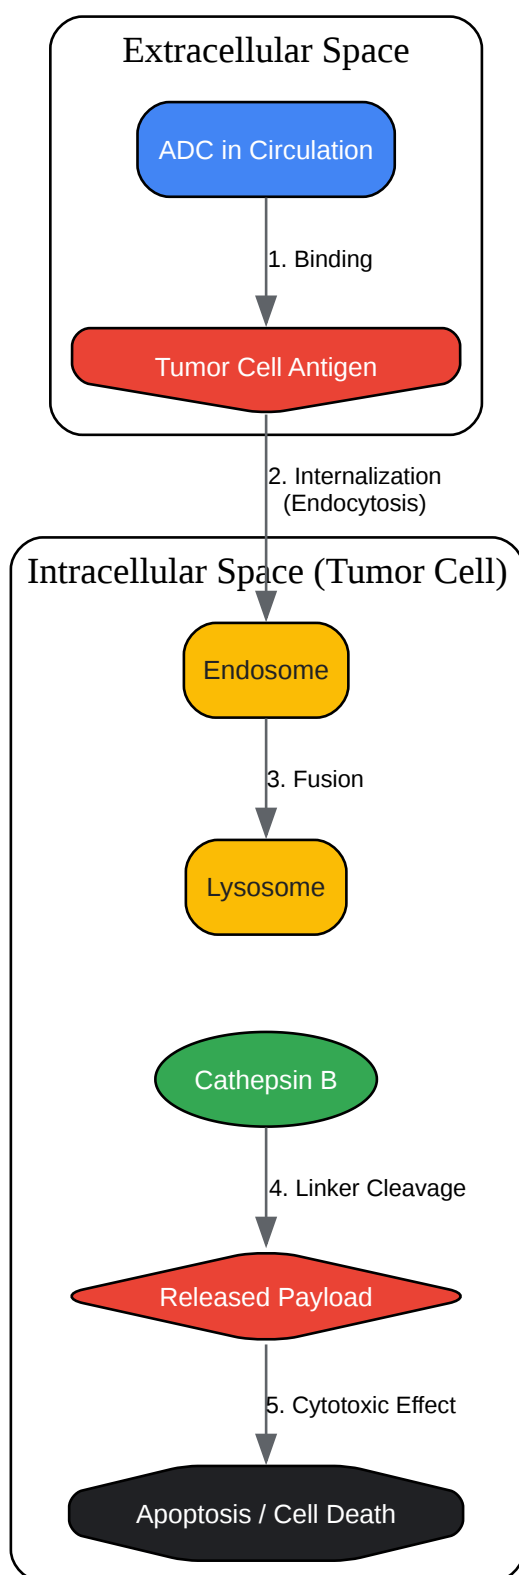 Extracellular Space
ADC in Circulation
1. Binding
Tumor Cell Antigen
2. Internalization
(Endocytosis)
Intracellular Space (Tumor Cell)
Endosome
3. Fusion
Lysosome
Cathepsin B
4. Linker Cleavage
Released Payload
5. Cytotoxic Effect
Apoptosis / Cell Death